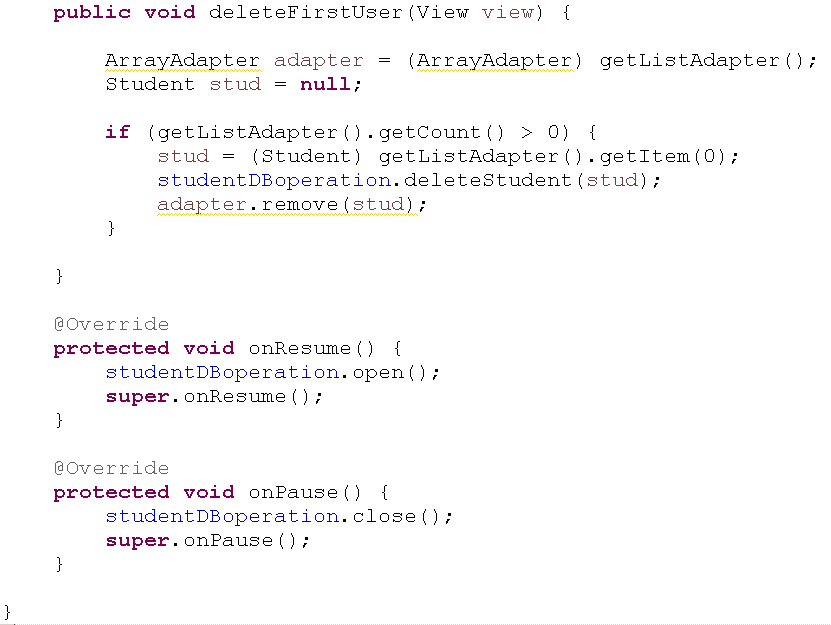 public void deleteFirstUser(View view) {
ArrayAdapter adapter = (ArrayAdapter) getListAdapter();
Student stud = null;
if (getListAdapter().getCount() > 0) {
stud = (Student) getListAdapter().getItem(0);
studentDBoperation.deleteStudent(stud);
adapter.remove(stud);
}
}
@Override
protected void onResume() {
studentDBoperation.open();
super.onResume();
}
@Override
protected void onPause() {
studentDBoperation.close();
super.onPause();
}
}